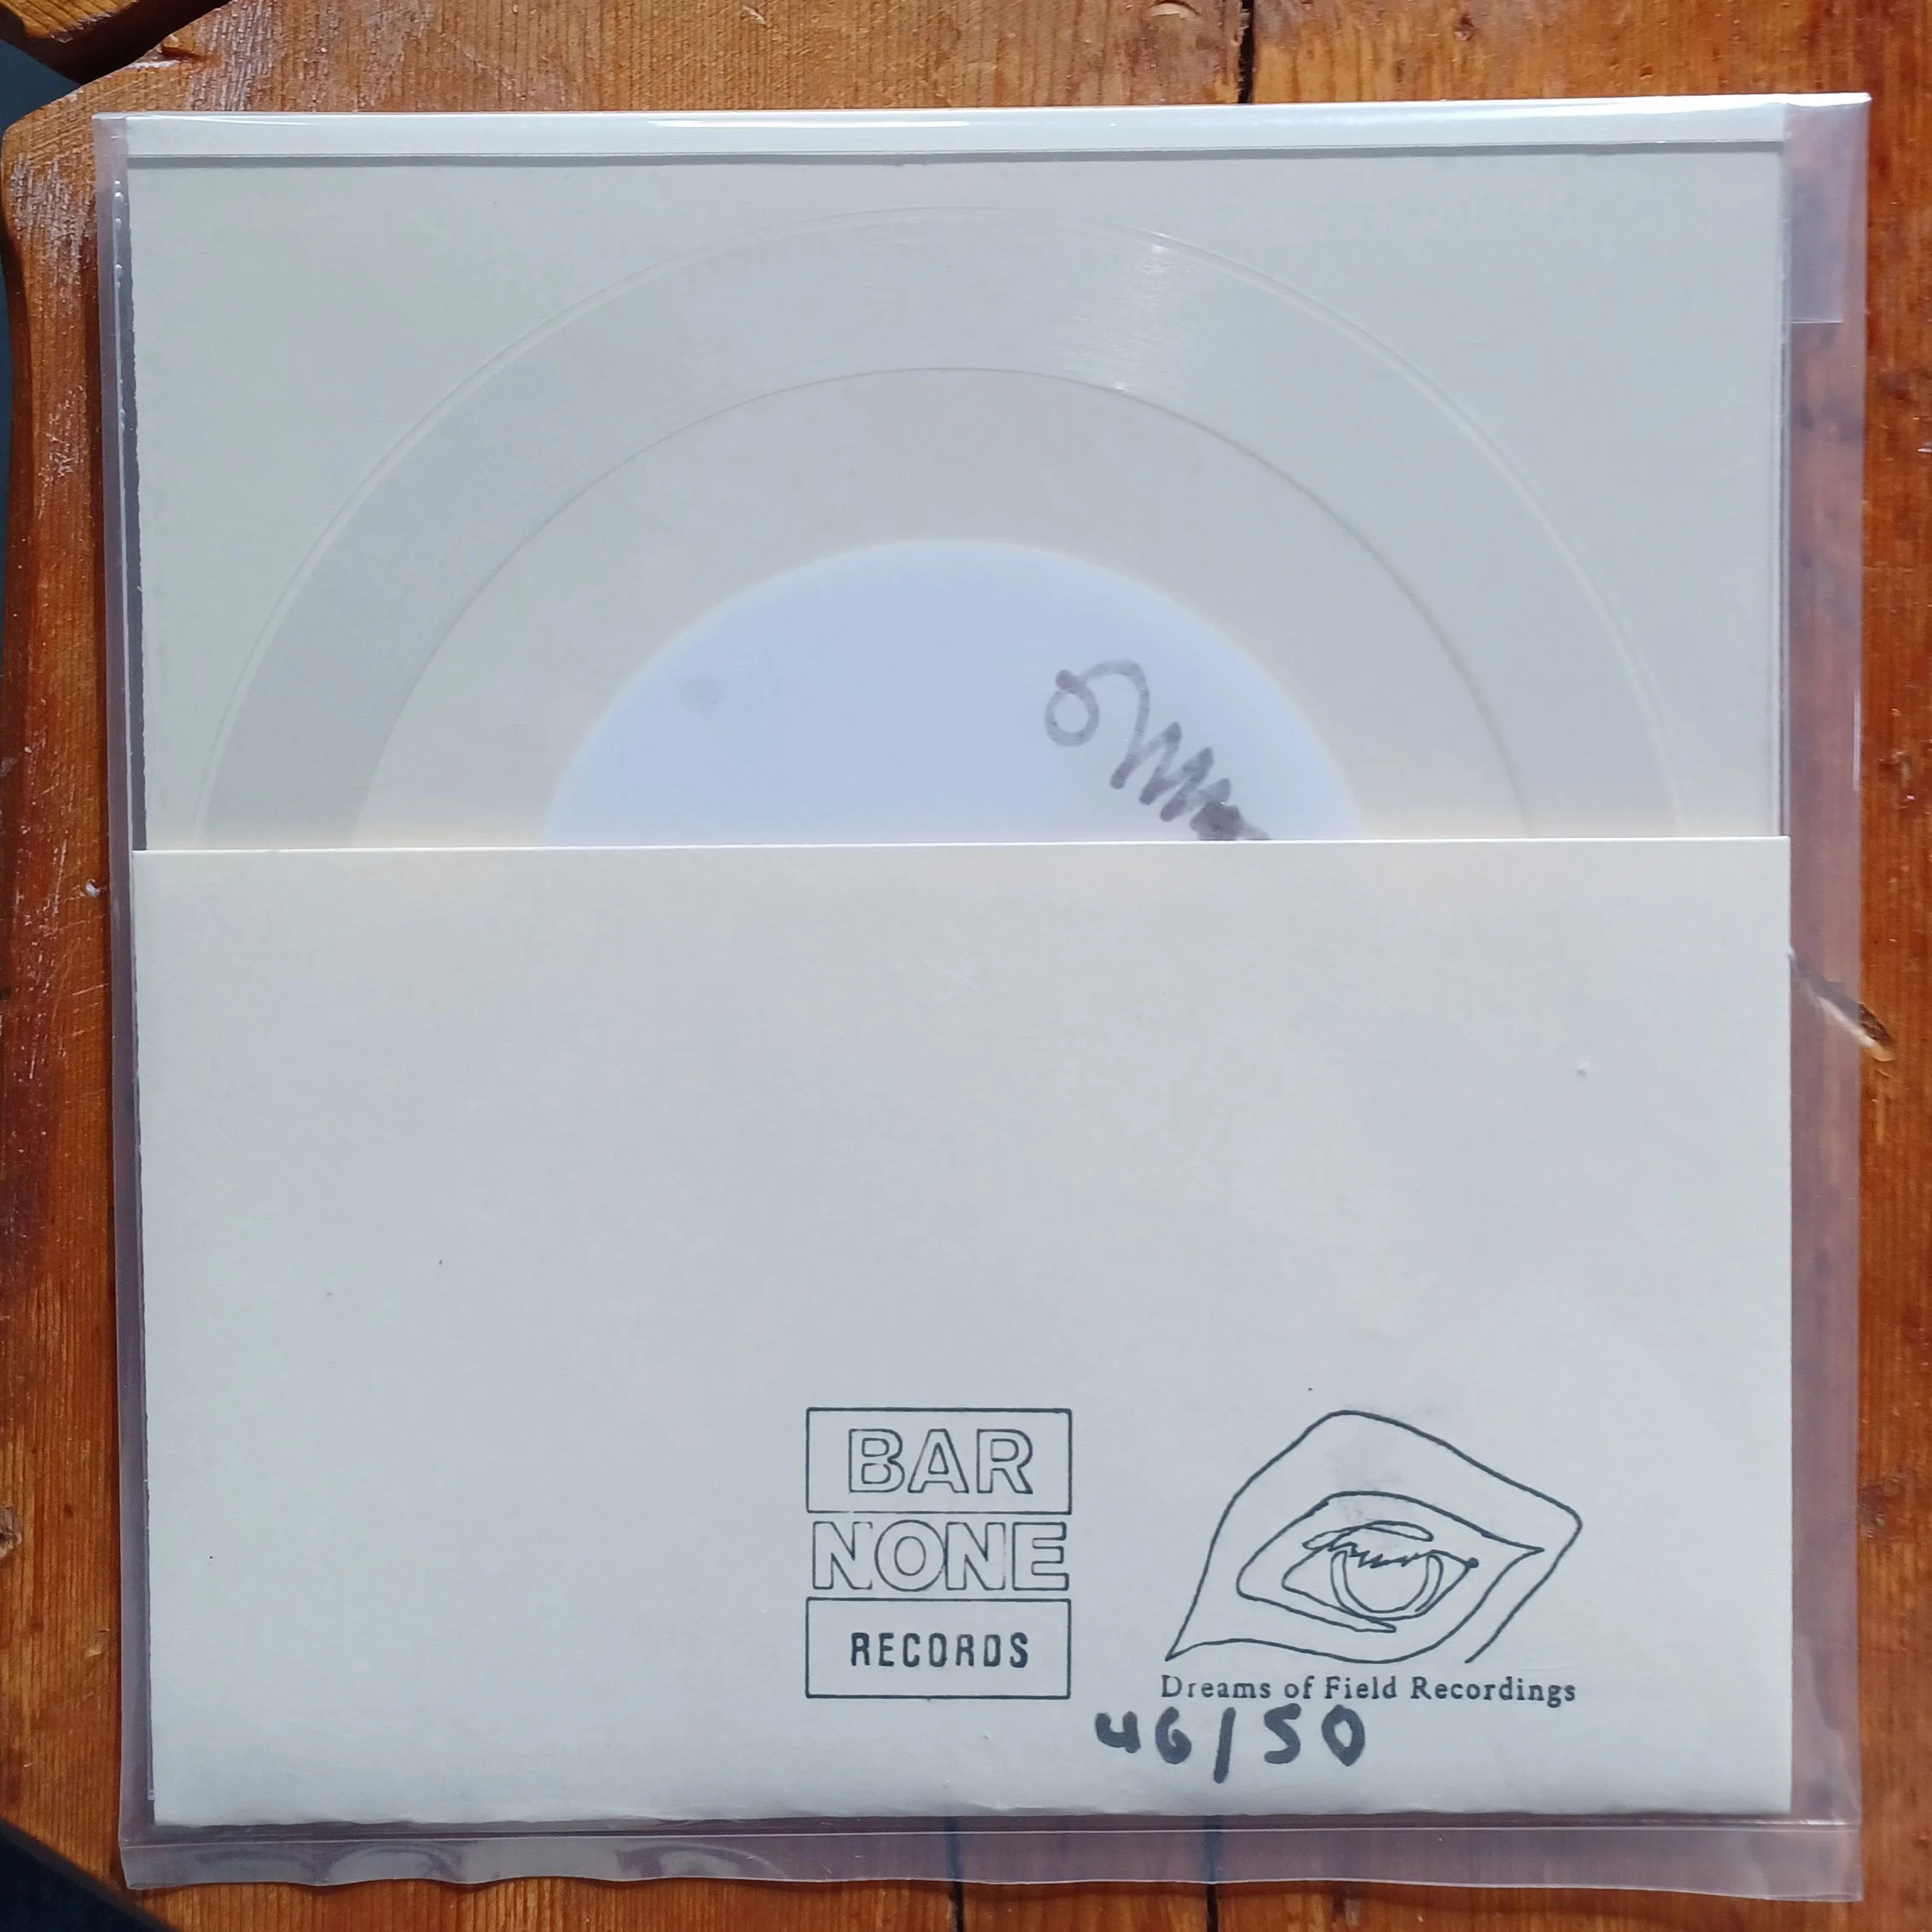 BAR
NONE
RECORDS
Dreams of Field Recordings
46/50